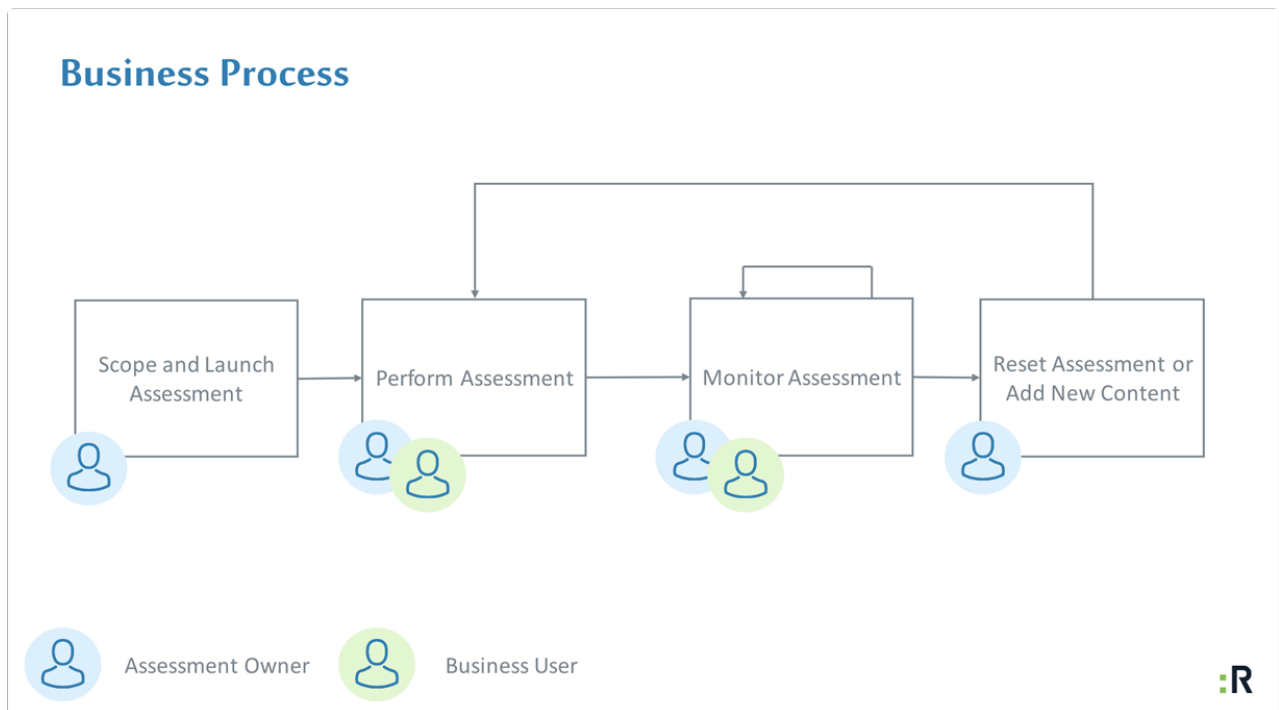 Business Process
Scope and Launch
Assessment
Perform Assessment
Monitor Assessment
Reset Assessment or
Add New Content
Assessment Owner
Business User
:R